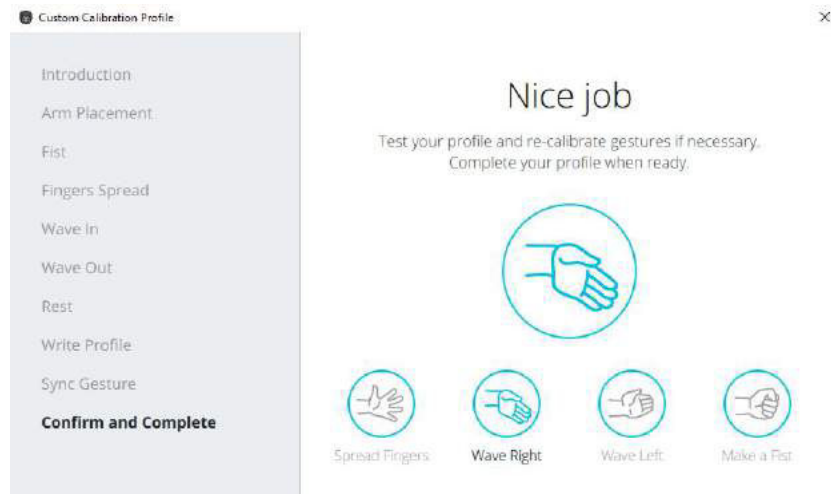 Custom Calibration Profile
Introduction
Arm Placement
Fist
Fingers Spread
Wave In
Wave Out
Rest
Write Profile
Sync Gesture
Confirm and Complete
Nice job
Test your profile and re-calibrate gestures if necessary.
Complete your profile when ready.
Spread Fingers
Wave Right
Wave Left
Make a Fist